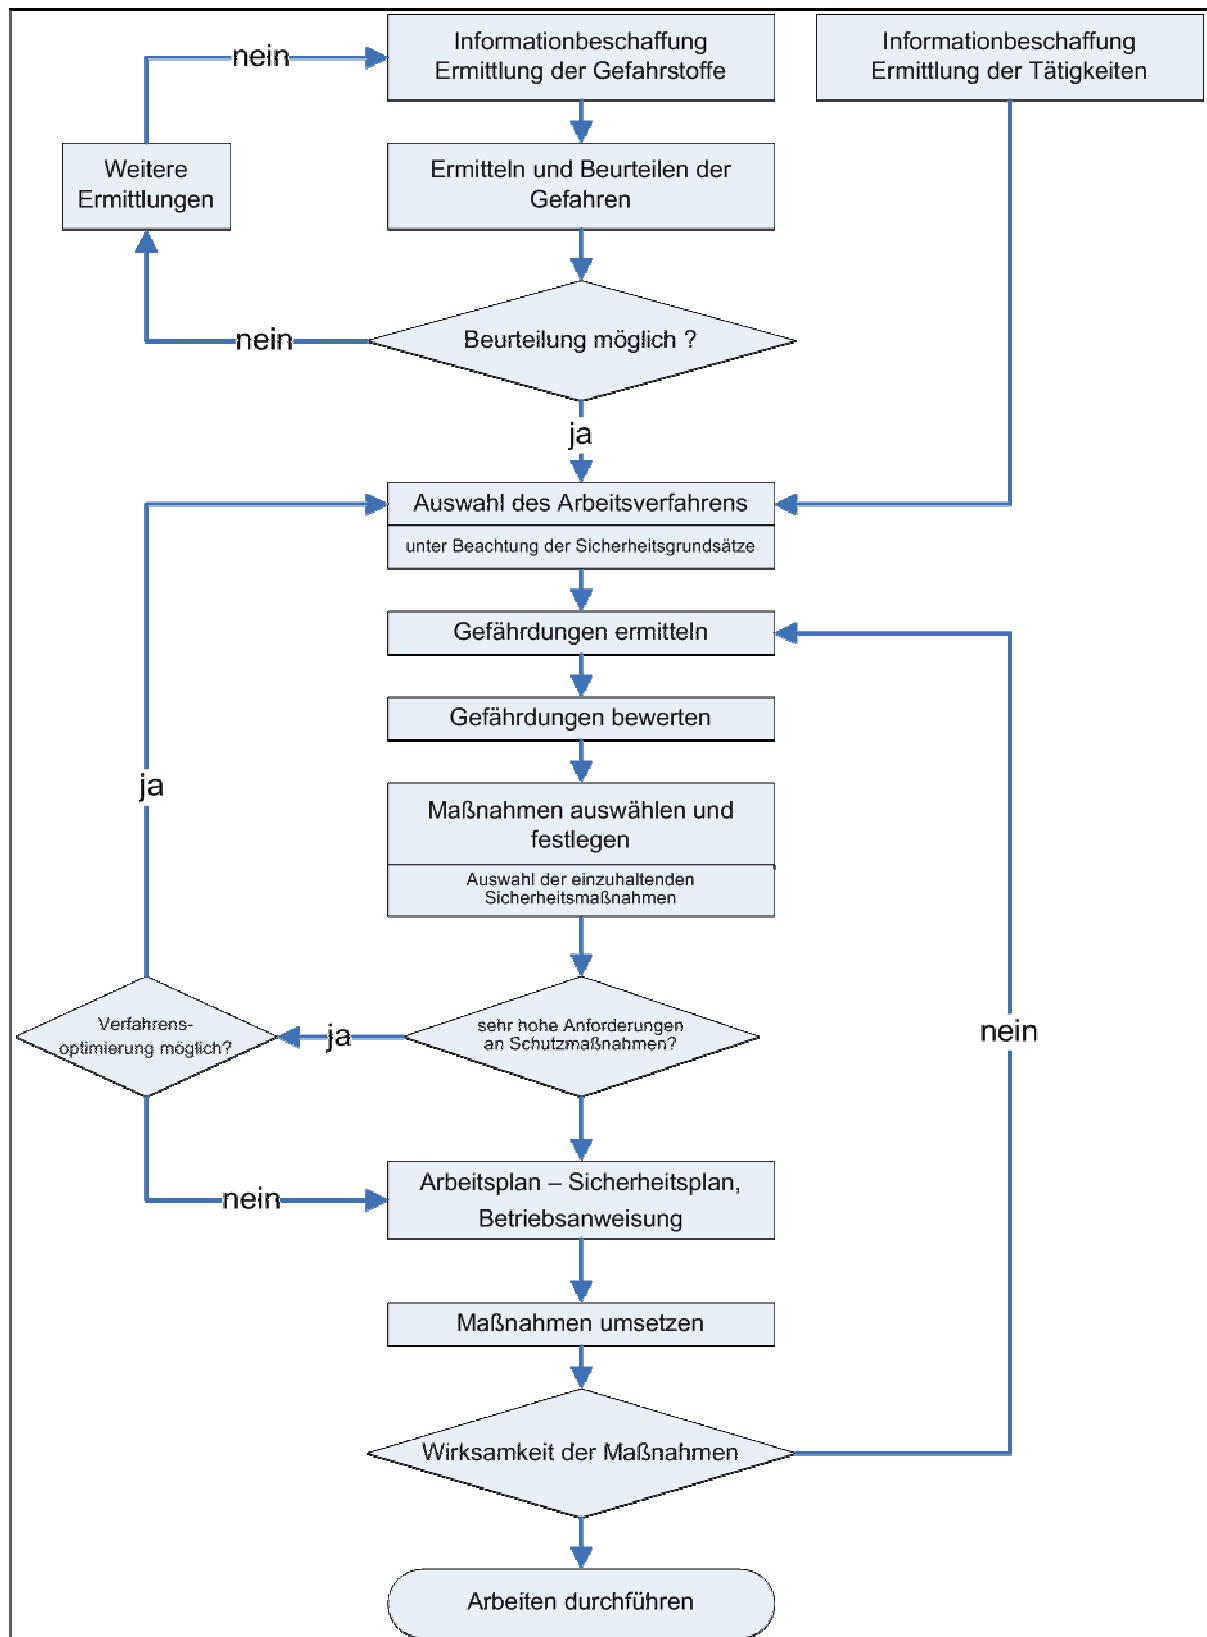 nein
Informationbeschaffung
Ermittlung der Gefahrstoffe
Informationbeschaffung
Ermittlung der Tätigkeiten
Weitere
Ermittlungen
Ermitteln und Beurteilen der
Gefahren
nein
Beurteilung möglich ?
ja
Auswahl des Arbeitsverfahrens
unter Beachtung der Sicherheitsgrundsätze
Gefährdungen ermitteln
Gefährdungen bewerten
ja
Maßnahmen auswählen und
festlegen
Auswahl der einzuhaltenden
Sicherheitsmaßnahmen
Verfahrens-
optimierung möglich?
ja
sehr hohe Anforderungen
an Schutzmaßnahmen?
nein
nein
Arbeitsplan – Sicherheitsplan,
Betriebsanweisung
Maßnahmen umsetzen
Wirksamkeit der Maßnahmen
Arbeiten durchführen